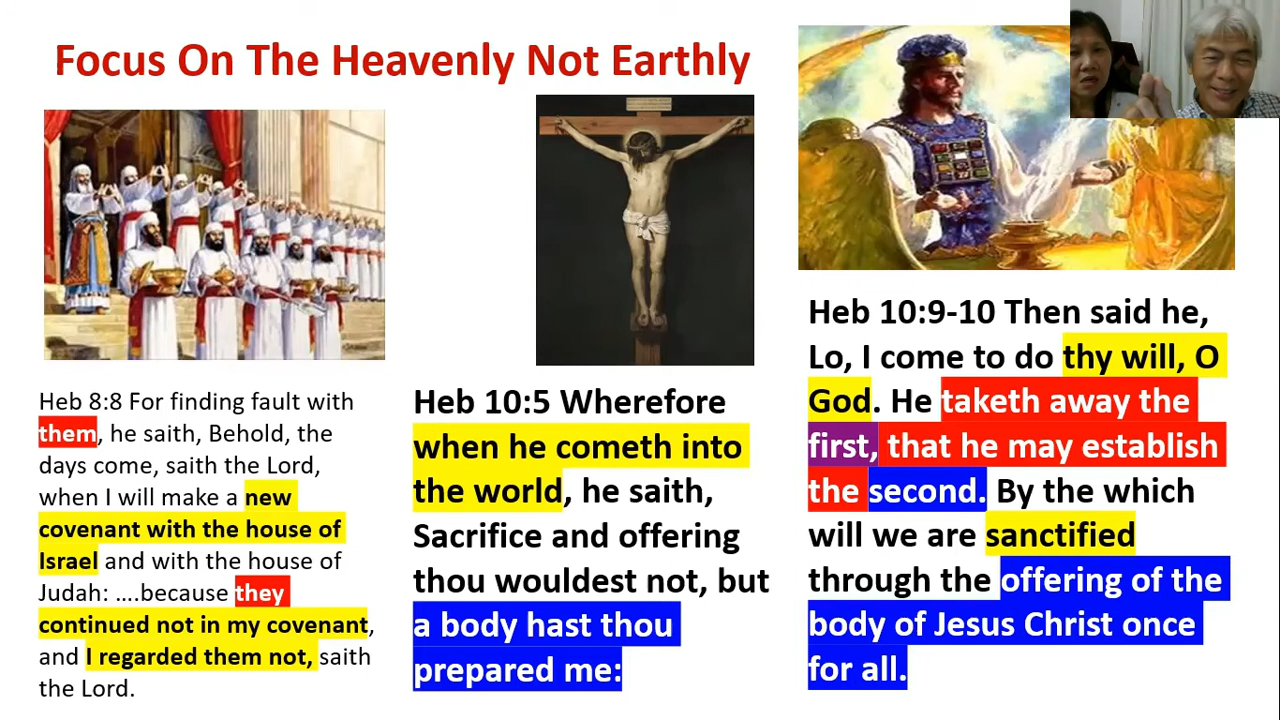 Focus On The Heavenly Not Earthly
Heb 8:8 For finding fault with
them, he saith, Behold, the
days come, saith the Lord,
when I will make a new
covenant with the house of
Israel and with the house of
Judah: ….because they
continued not in my covenant,
and I regarded them not, saith
the Lord.
Heb 10:5 Wherefore
when he cometh into
the world, he saith,
Sacrifice and offering
thou wouldest not, but
a body hast thou
prepared me:
Heb 10:9-10 Then said he,
Lo, I come to do thy will, O
God. He taketh away the
first, that he may establish
the second. By the which
will we are sanctified
through the offering of the
body of Jesus Christ once
for all.